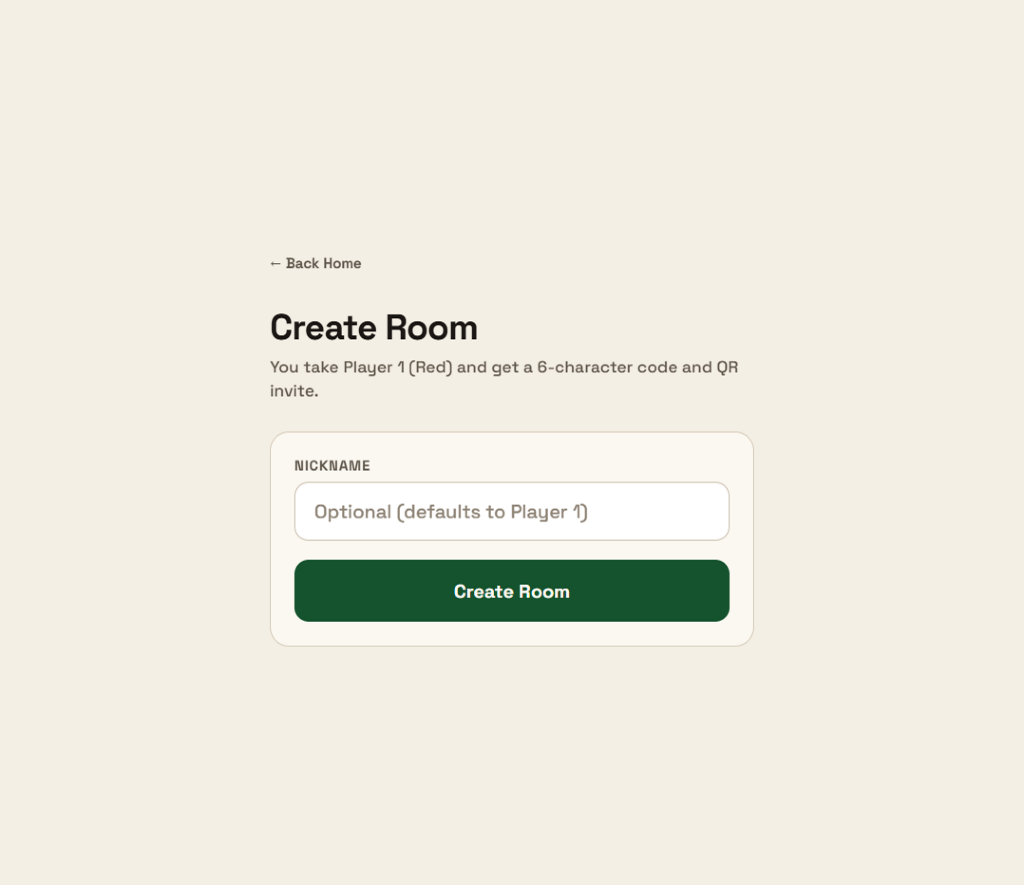 ← Back Home
Create Room
You take Player 1 (Red) and get a 6-character code and QR
invite.
NICKNAME
Optional (defaults to Player 1)
Create Room